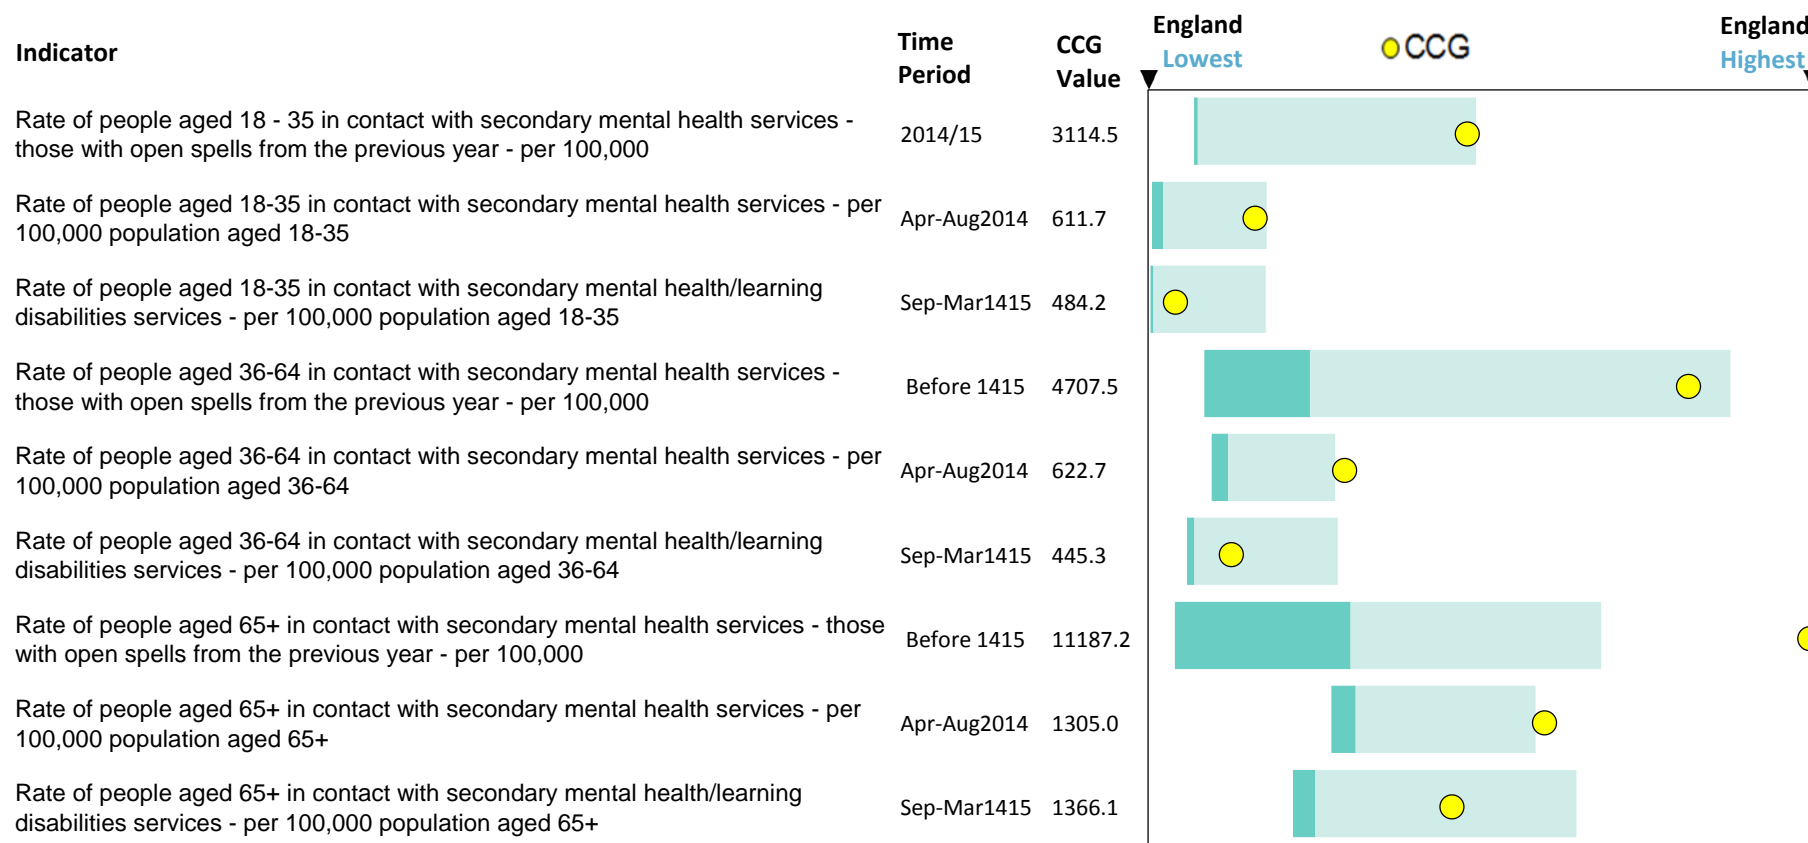 Indicator
Time
Period
CCG
Value
England
Lowest
CCG
England
Highest
Rate of people aged 18 - 35 in contact with secondary mental health services -
those with open spells from the previous year - per 100,000
2014/15
3114.5
Rate of people aged 18-35 in contact with secondary mental health services - per
100,000 population aged 18-35
Apr-Aug2014
611.7
Rate of people aged 18-35 in contact with secondary mental health/learning
disabilities services - per 100,000 population aged 18-35
Sep-Mar1415
484.2
Rate of people aged 36-64 in contact with secondary mental health services -
those with open spells from the previous year - per 100,000
Before 1415
4707.5
Rate of people aged 36-64 in contact with secondary mental health services - per
100,000 population aged 36-64
Apr-Aug2014
622.7
Rate of people aged 36-64 in contact with secondary mental health/learning
disabilities services - per 100,000 population aged 36-64
Sep-Mar1415
445.3
Rate of people aged 65+ in contact with secondary mental health services - those
with open spells from the previous year - per 100,000
Before 1415
11187.2
Rate of people aged 65+ in contact with secondary mental health services - per
100,000 population aged 65+
Apr-Aug2014
1305.0
Rate of people aged 65+ in contact with secondary mental health/learning
disabilities services - per 100,000 population aged 65+
Sep-Mar1415
1366.1